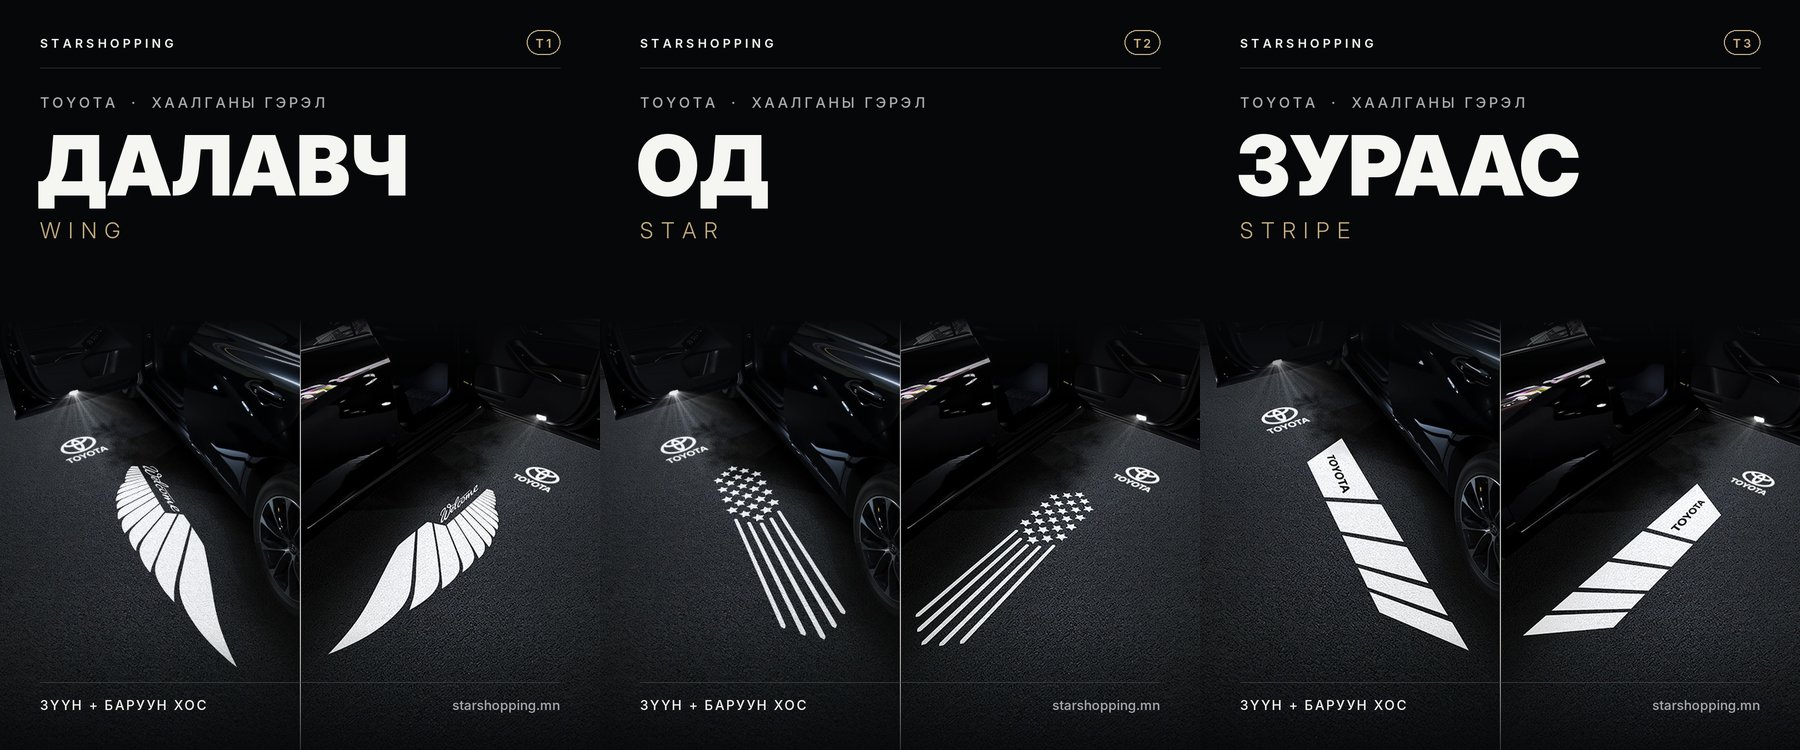 STARSHOPPING T1
TOYOTA · ХААЛГАНЫ ГЭРЭЛ
ДАЛАВЧ
WING
TOYOTA
Welcome
TOYOTA
Welcome
ЗҮҮН + БАРУУН ХОС
starshopping.mn
STARSHOPPING T2
TOYOTA · ХААЛГАНЫ ГЭРЭЛ
ОД
STAR
TOYOTA
TOYOTA
ЗҮҮН + БАРУУН ХОС
starshopping.mn
STARSHOPPING T3
TOYOTA · ХААЛГАНЫ ГЭРЭЛ
ЗУРААС
STRIPE
TOYOTA
TOYOTA
TOYOTA
TOYOTA
ЗҮҮН + БАРУУН ХОС
starshopping.mn